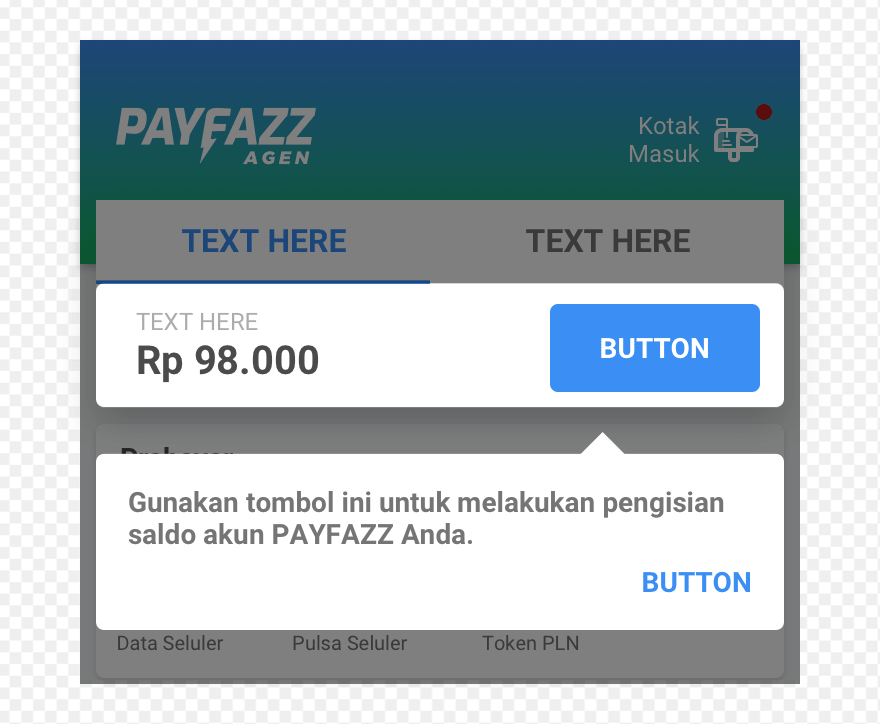 PAYFAZZ
AGEN
Kotak
Masuk
TEXT HERE
TEXT HERE
TEXT HERE
Rp 98.000
BUTTON
Gunakan tombol ini untuk melakukan pengisian
saldo akun PAYFAZZ Anda.
BUTTON
Data Seluler
Pulsa Seluler
Token PLN